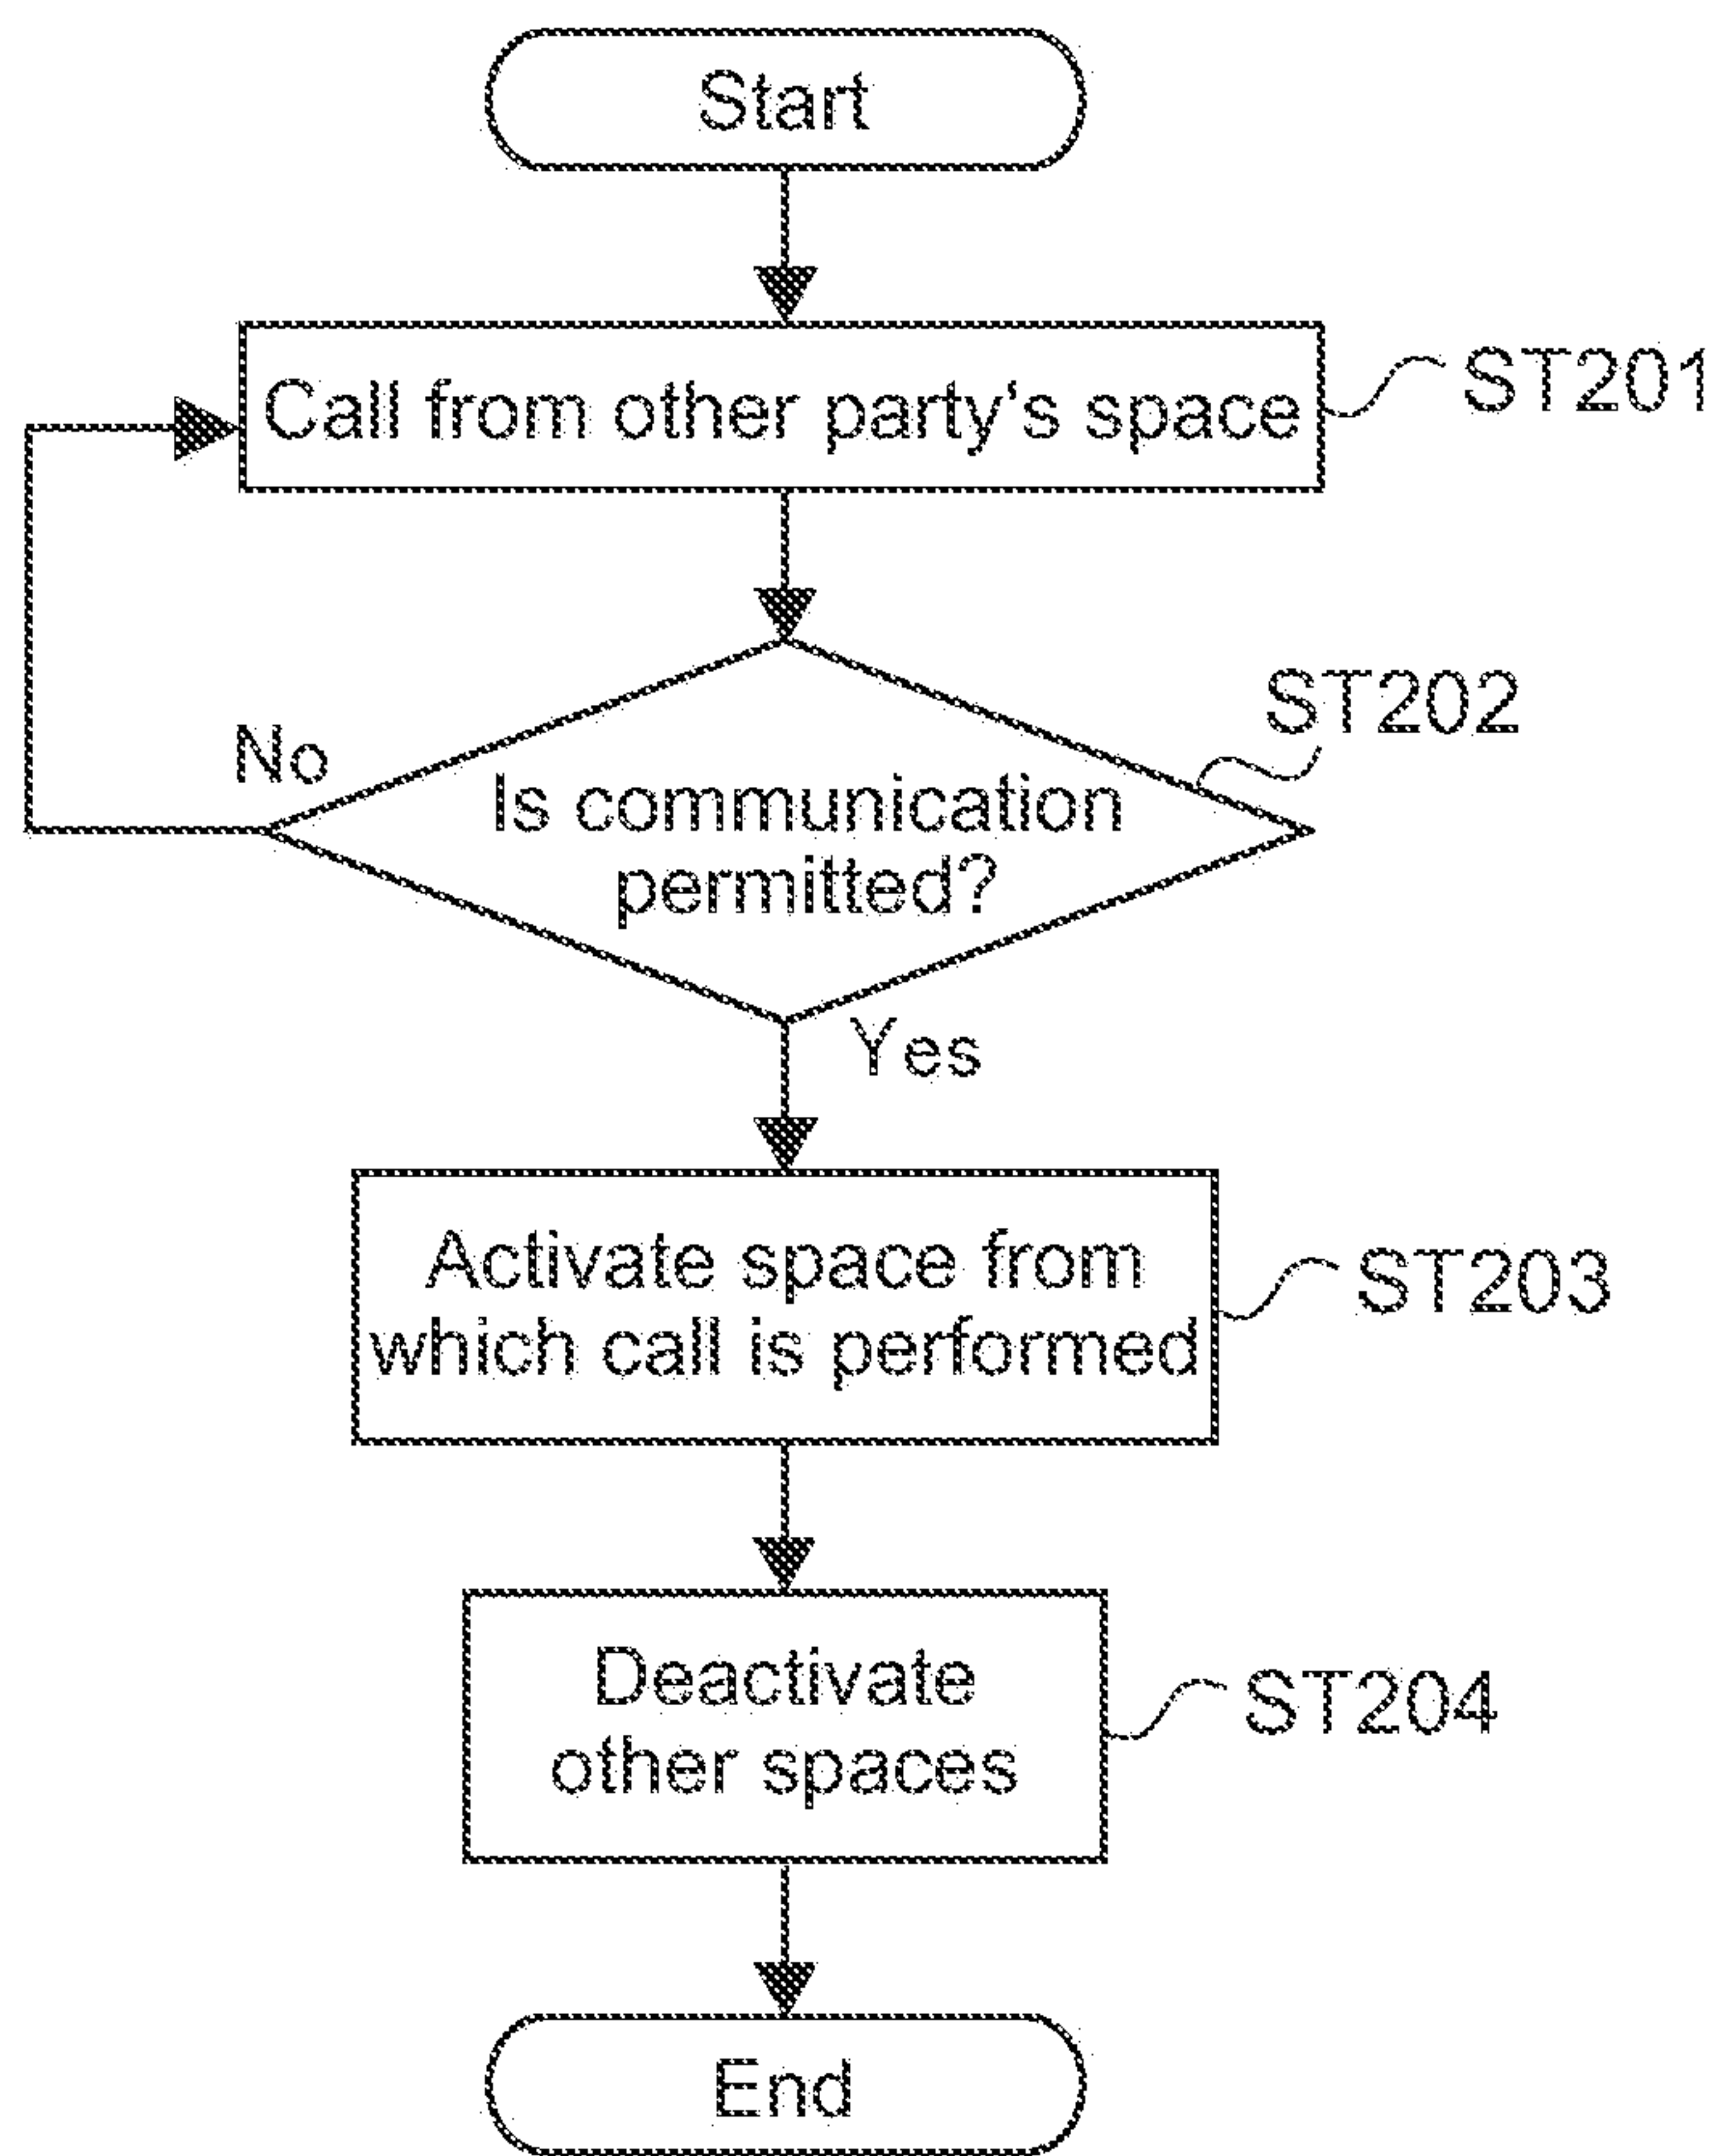 Start
Call from other party's space
ST201
ST202
No
Is communication
permitted?
Yes
Activate space from
which call is performed
ST203
Deactivate
other spaces
ST204
End